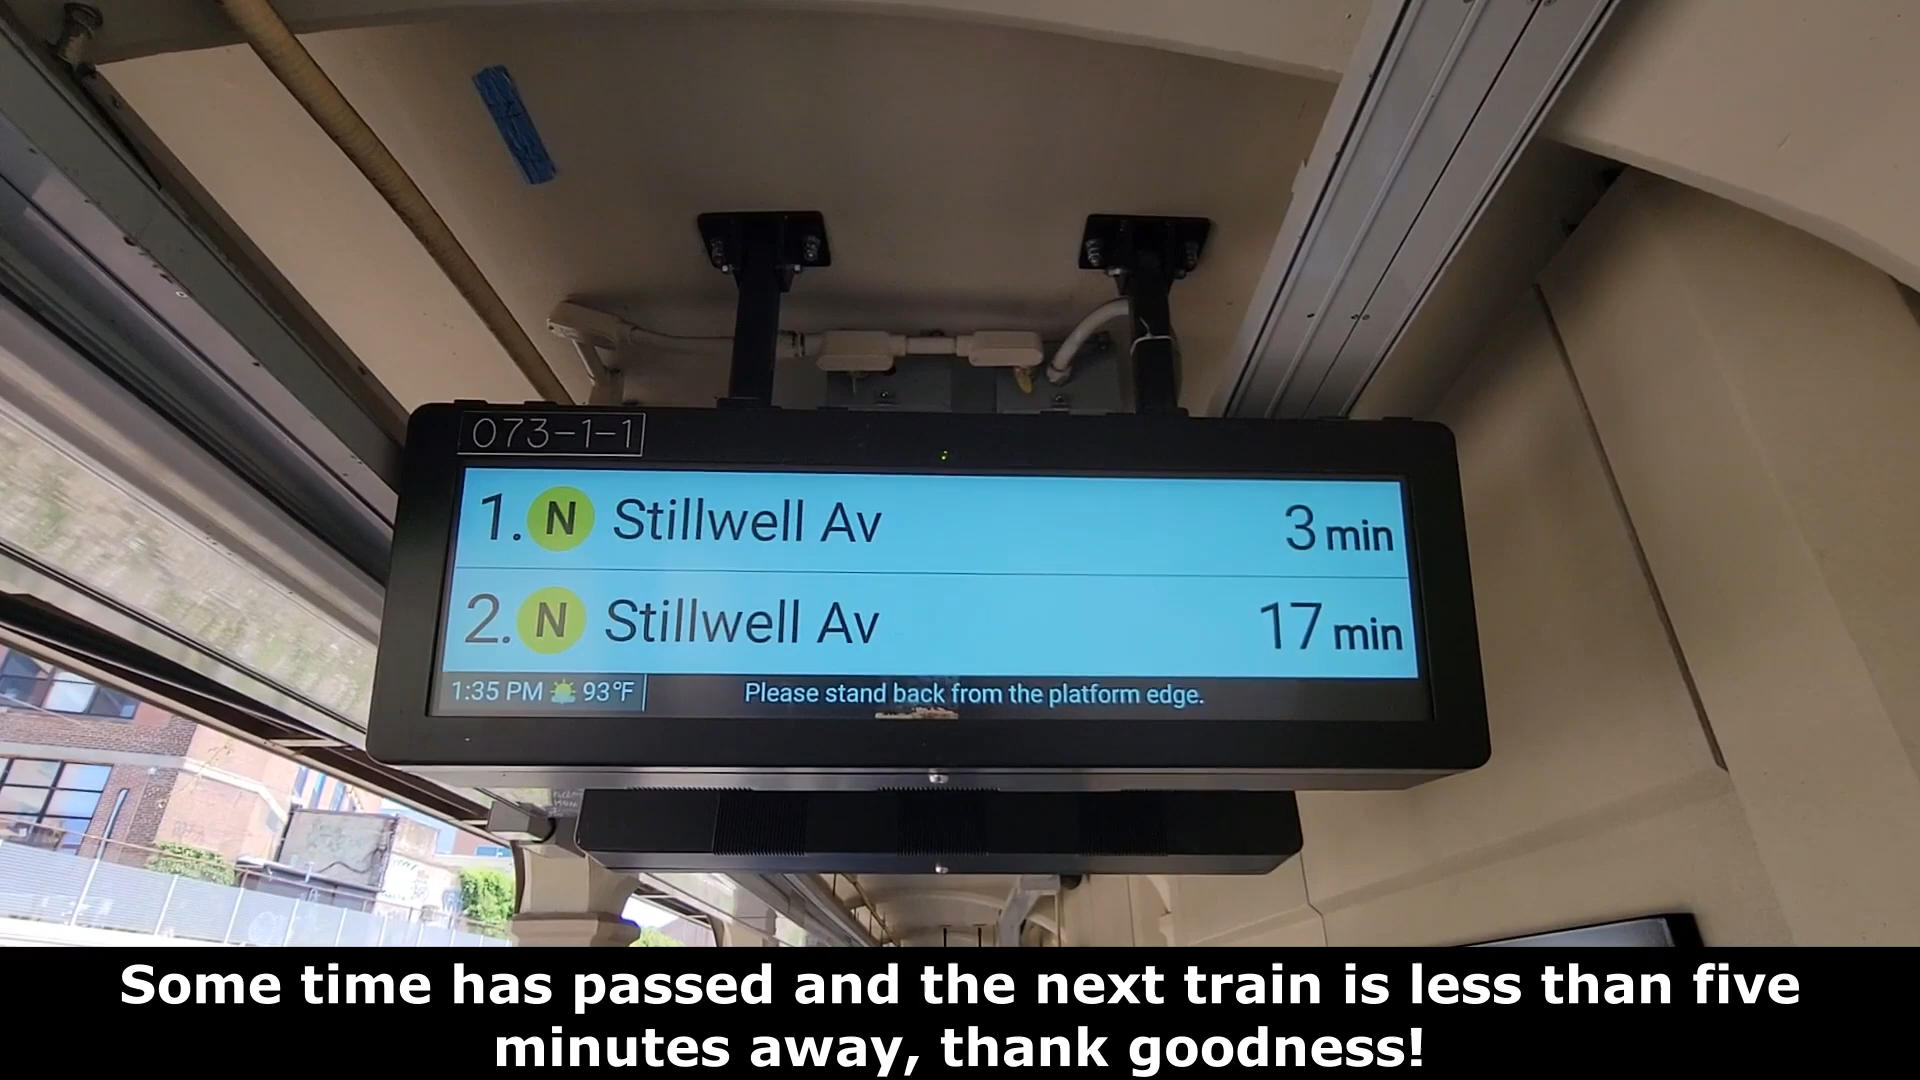 073-1-1
1. N Stillwell Av 3 min
2. N Stillwell Av 17 min
1:35 PM 93°F Please stand back from the platform edge.
Some time has passed and the next train is less than five
minutes away, thank goodness!